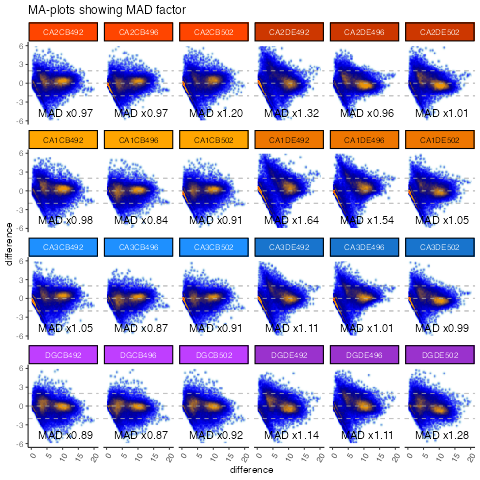 MA-plots showing MAD factor
CA2CB492 CA2CB496 CA2CB502 CA2DE492 CA2DE496 CA2DE502
6
3
0
-3
-6
MAD x0.97 MAD x0.97 MAD x1.20 MAD x1.32 MAD x0.96 MAD x1.01
CA1CB492 CA1CB496 CA1CB502 CA1DE492 CA1DE496 CA1DE502
6
3
0
-3
-6
MAD x0.98 MAD x0.84 MAD x0.91 MAD x1.64 MAD x1.54 MAD x1.05
difference
CA3CB492 CA3CB496 CA3CB502 CA3DE492 CA3DE496 CA3DE502
6
3
0
-3
-6
MAD x1.05 MAD x0.87 MAD x0.91 MAD x1.11 MAD x1.01 MAD x0.99
DGCB492 DGCB496 DGCB502 DGDE492 DGDE496 DGDE502
6
3
0
-3
-6
MAD x0.89 MAD x0.87 MAD x0.92 MAD x1.14 MAD x1.11 MAD x1.28
0 5 10 15 20 0 5 10 15 20 0 5 10 15 20 0 5 10 15 20 0 5 10 15 20 0 5 10 15 20
difference